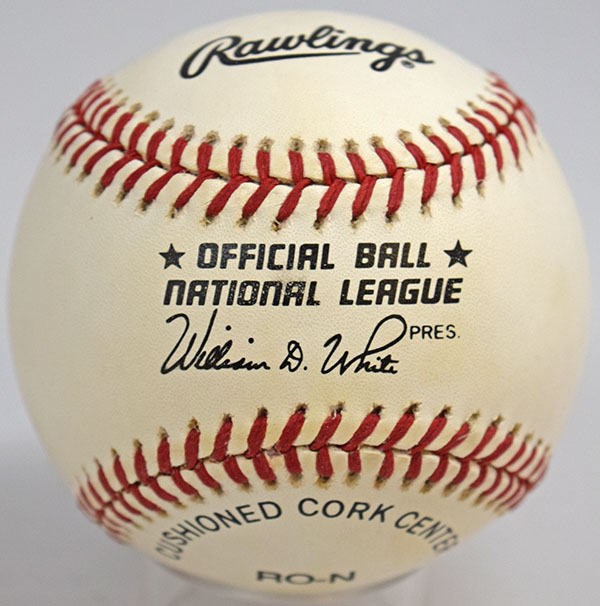 Rawlings®
★ OFFICIAL BALL ★
NATIONAL LEAGUE
William D. White PRES.
CUSHIONED CORK CENTER
RO-N